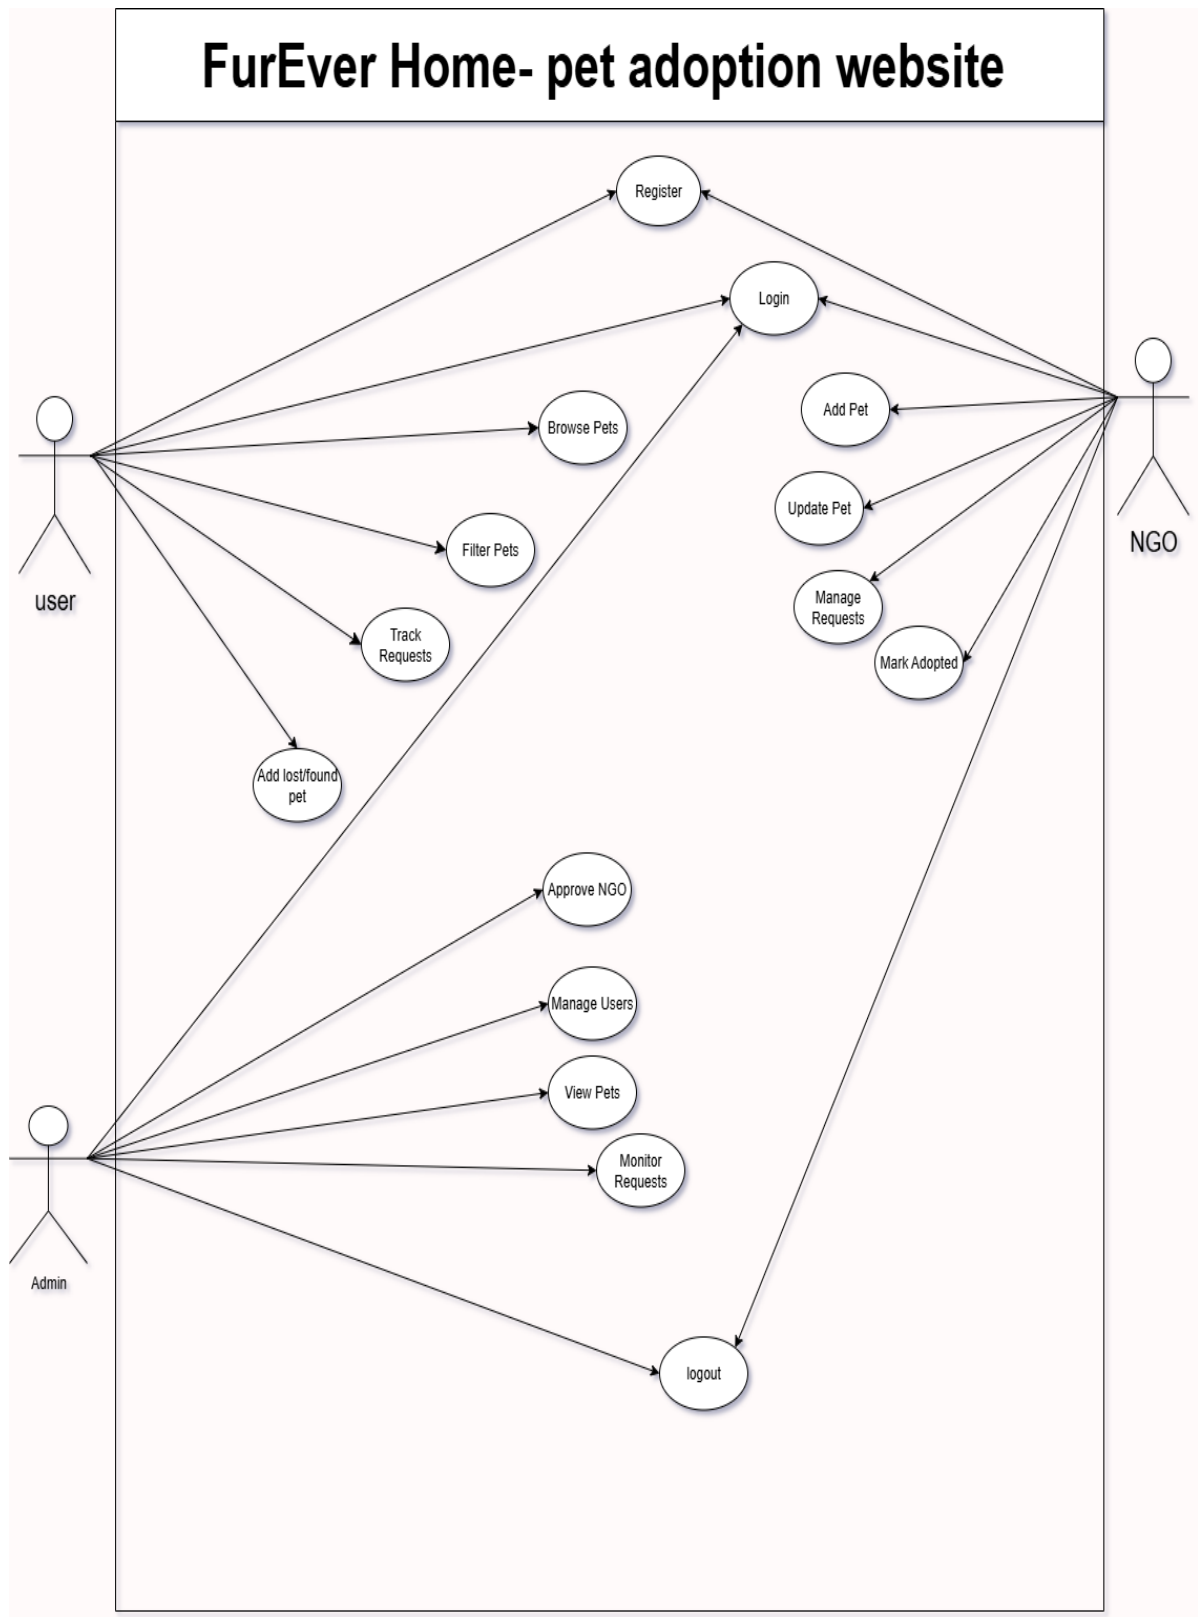 FurEver Home- pet adoption website
Register
Login
Browse Pets
Add Pet
Update Pet
NGO
Filter Pets
user
Manage
Requests
Track
Requests
Mark Adopted
Add lost/found
pet
Approve NGO
Manage Users
View Pets
Monitor
Requests
Admin
logout